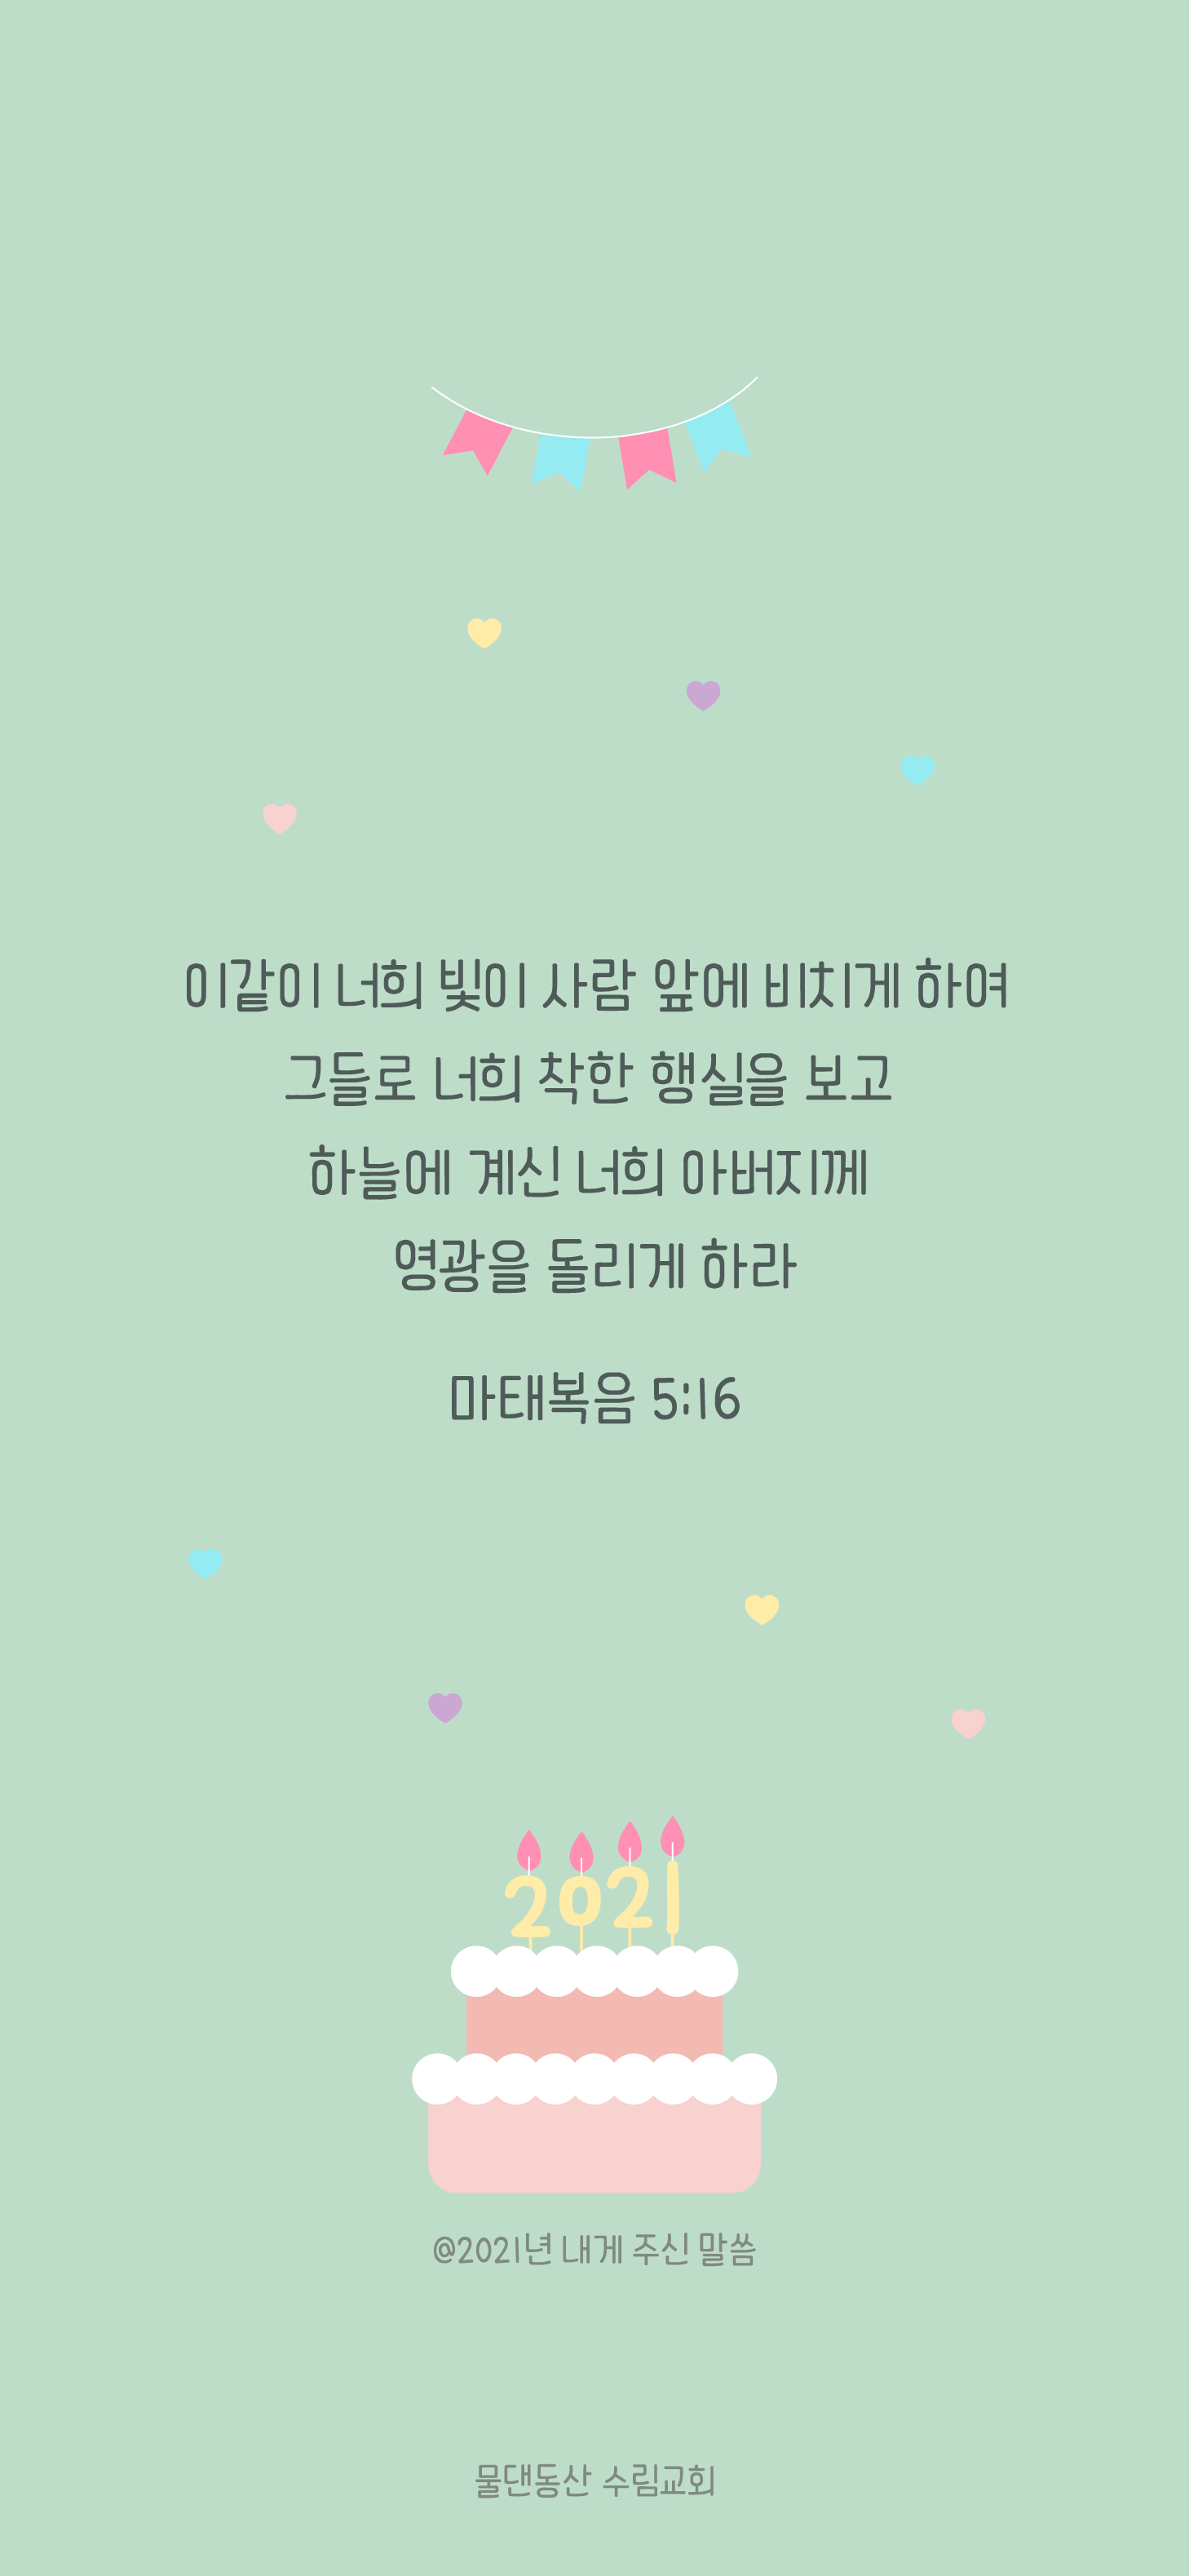 이같이 너희 빛이 사람 앞에 비치게 하여
그들로 너희 착한 행실을 보고
하늘에 계신 너희 아버지께
영광을 돌리게 하라
마태복음 5:16
2021
@2021년 내게 주신 말씀
물댄동산 수림교회